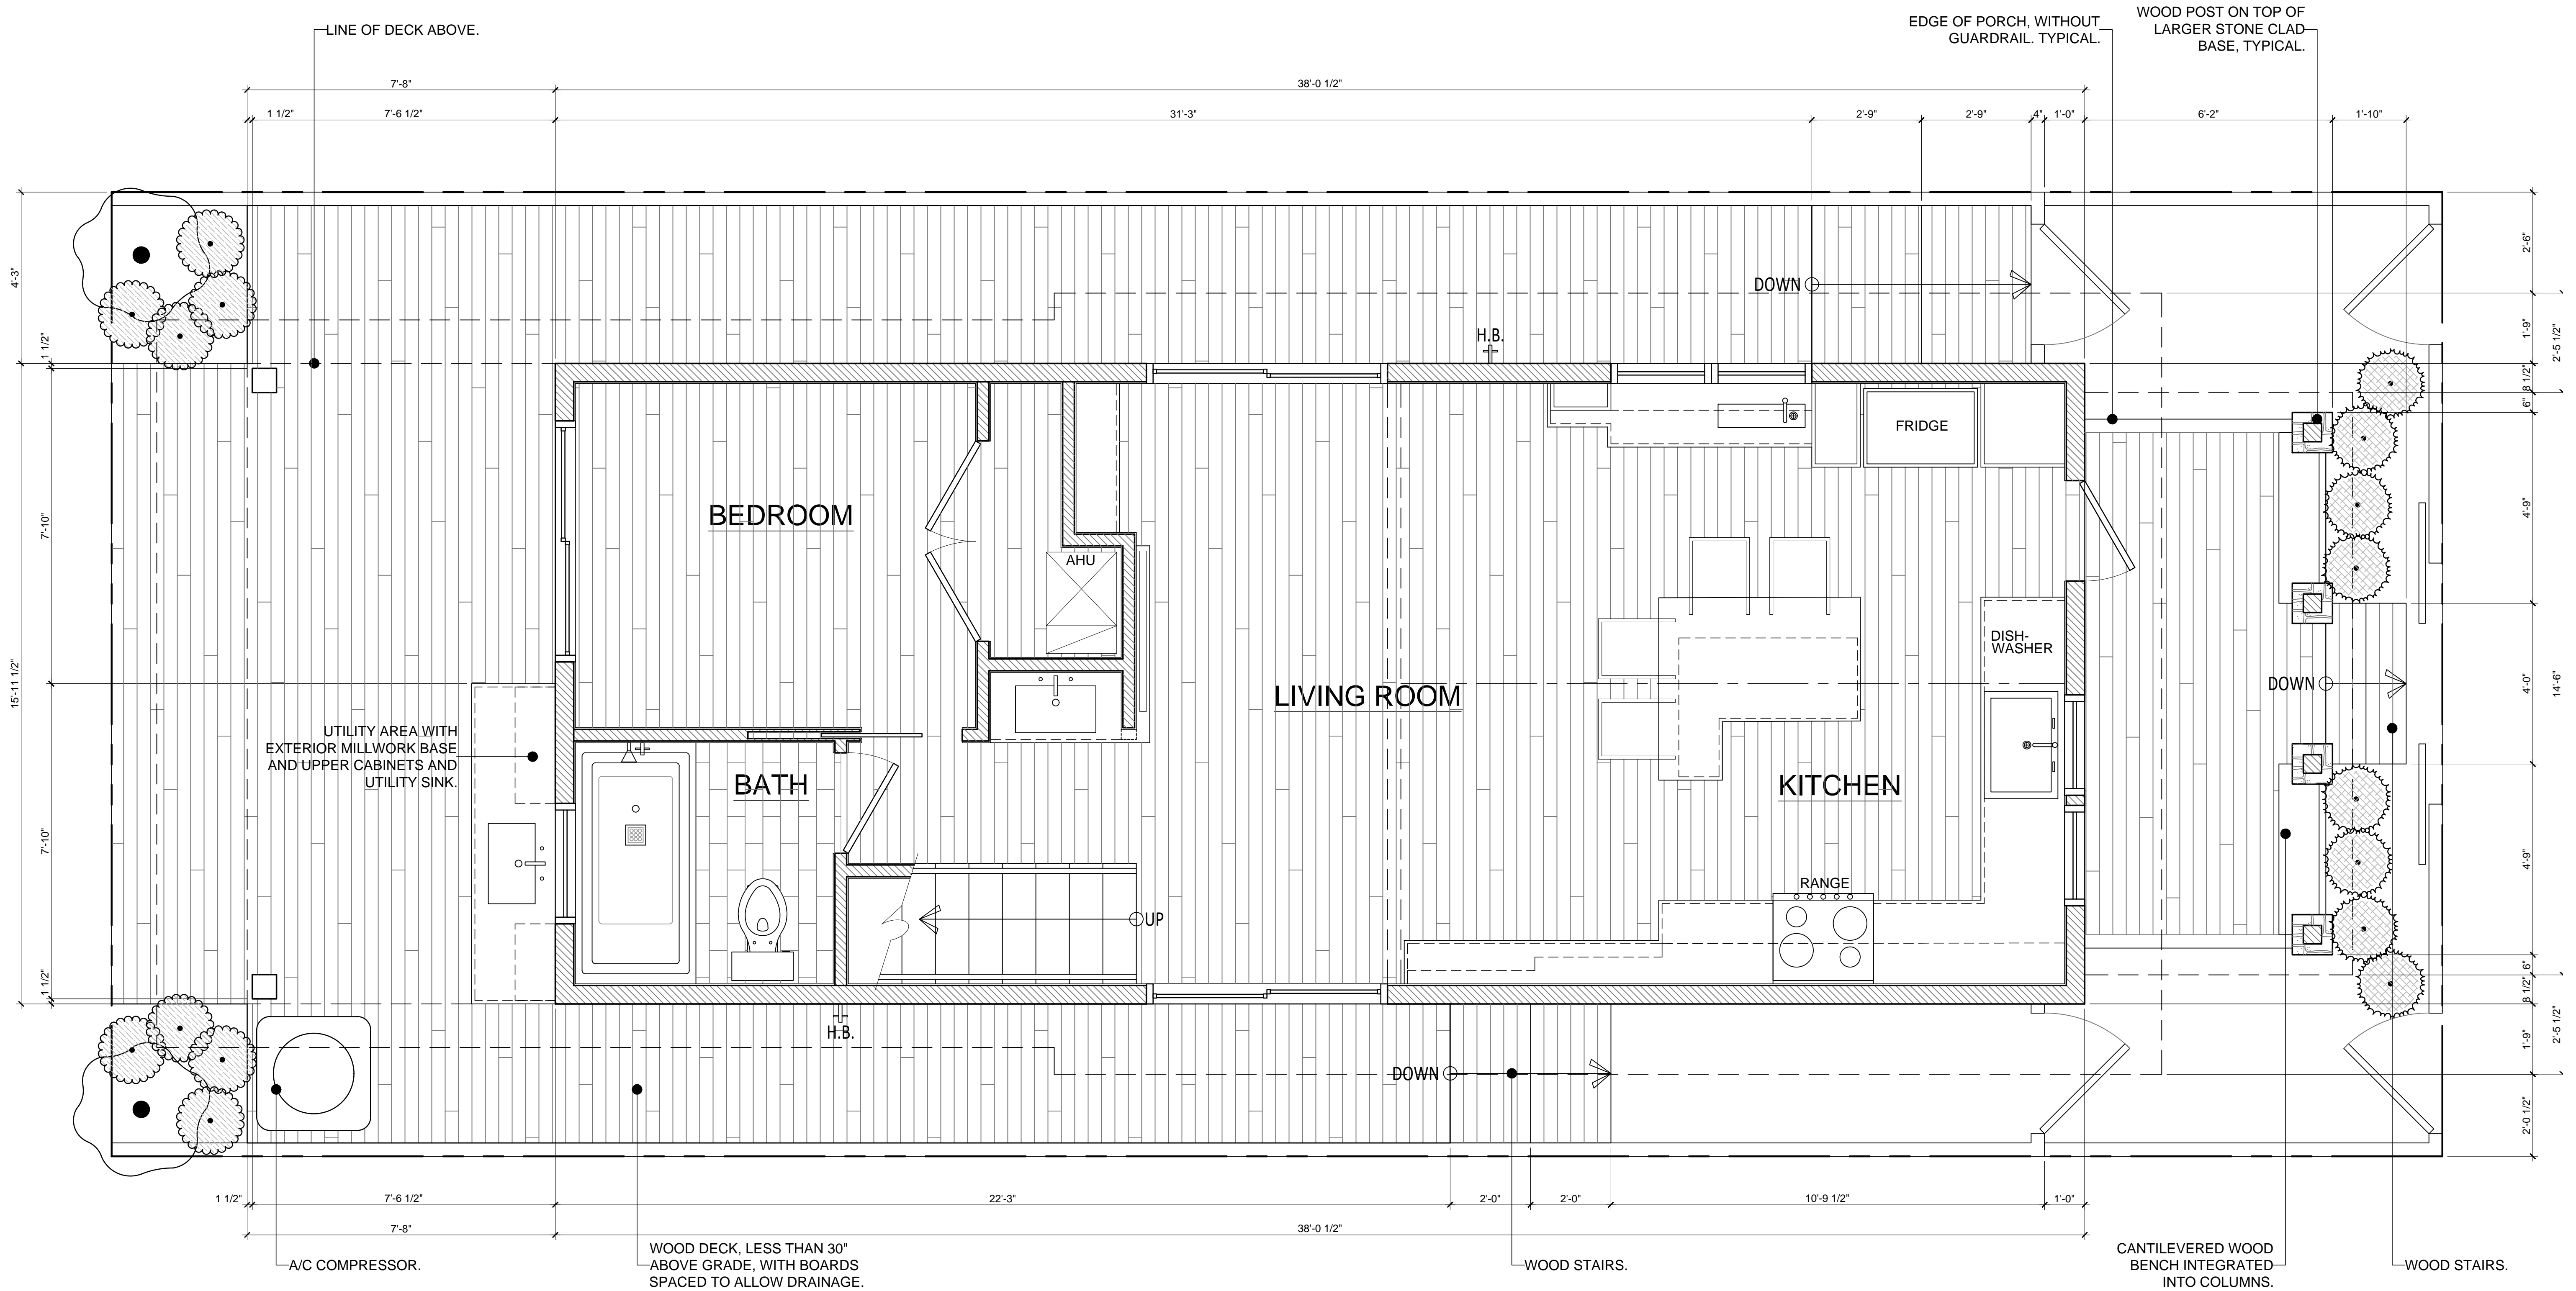 WOOD POST ON TOP OF
LARGER STONE CLAD
BASE, TYPICAL.
EDGE OF PORCH, WITHOUT
GUARDRAIL. TYPICAL.
LINE OF DECK ABOVE.
7'-8"
38'-0 1/2"
1 1/2"
7'-6 1/2"
31'-3"
2'-9"
2'-9"
4"
1'-0"
6'-2"
1'-10"
4'-3"
1 1/2"
7'-10"
15'-11 1/2"
7'-10"
1 1/2"
2'-6"
1'-9"
2'-5 1/2"
8 1/2"
6"
4'-9"
4'-0"
14'-6"
4'-9"
6"
8 1/2"
1'-9"
2'-5 1/2"
2'-0 1/2"
DOWN
H.B.
FRIDGE
BEDROOM
AHU
DISH-
WASHER
LIVING ROOM
DOWN
UTILITY AREA WITH
EXTERIOR MILLWORK BASE
AND UPPER CABINETS AND
UTILITY SINK.
BATH
KITCHEN
RANGE
UP
H.B.
DOWN
1 1/2"
7'-6 1/2"
22'-3"
2'-0"
2'-0"
10'-9 1/2"
1'-0"
7'-8"
38'-0 1/2"
A/C COMPRESSOR.
WOOD DECK, LESS THAN 30"
ABOVE GRADE, WITH BOARDS
SPACED TO ALLOW DRAINAGE.
WOOD STAIRS.
CANTILEVERED WOOD
BENCH INTEGRATED
INTO COLUMNS.
WOOD STAIRS.